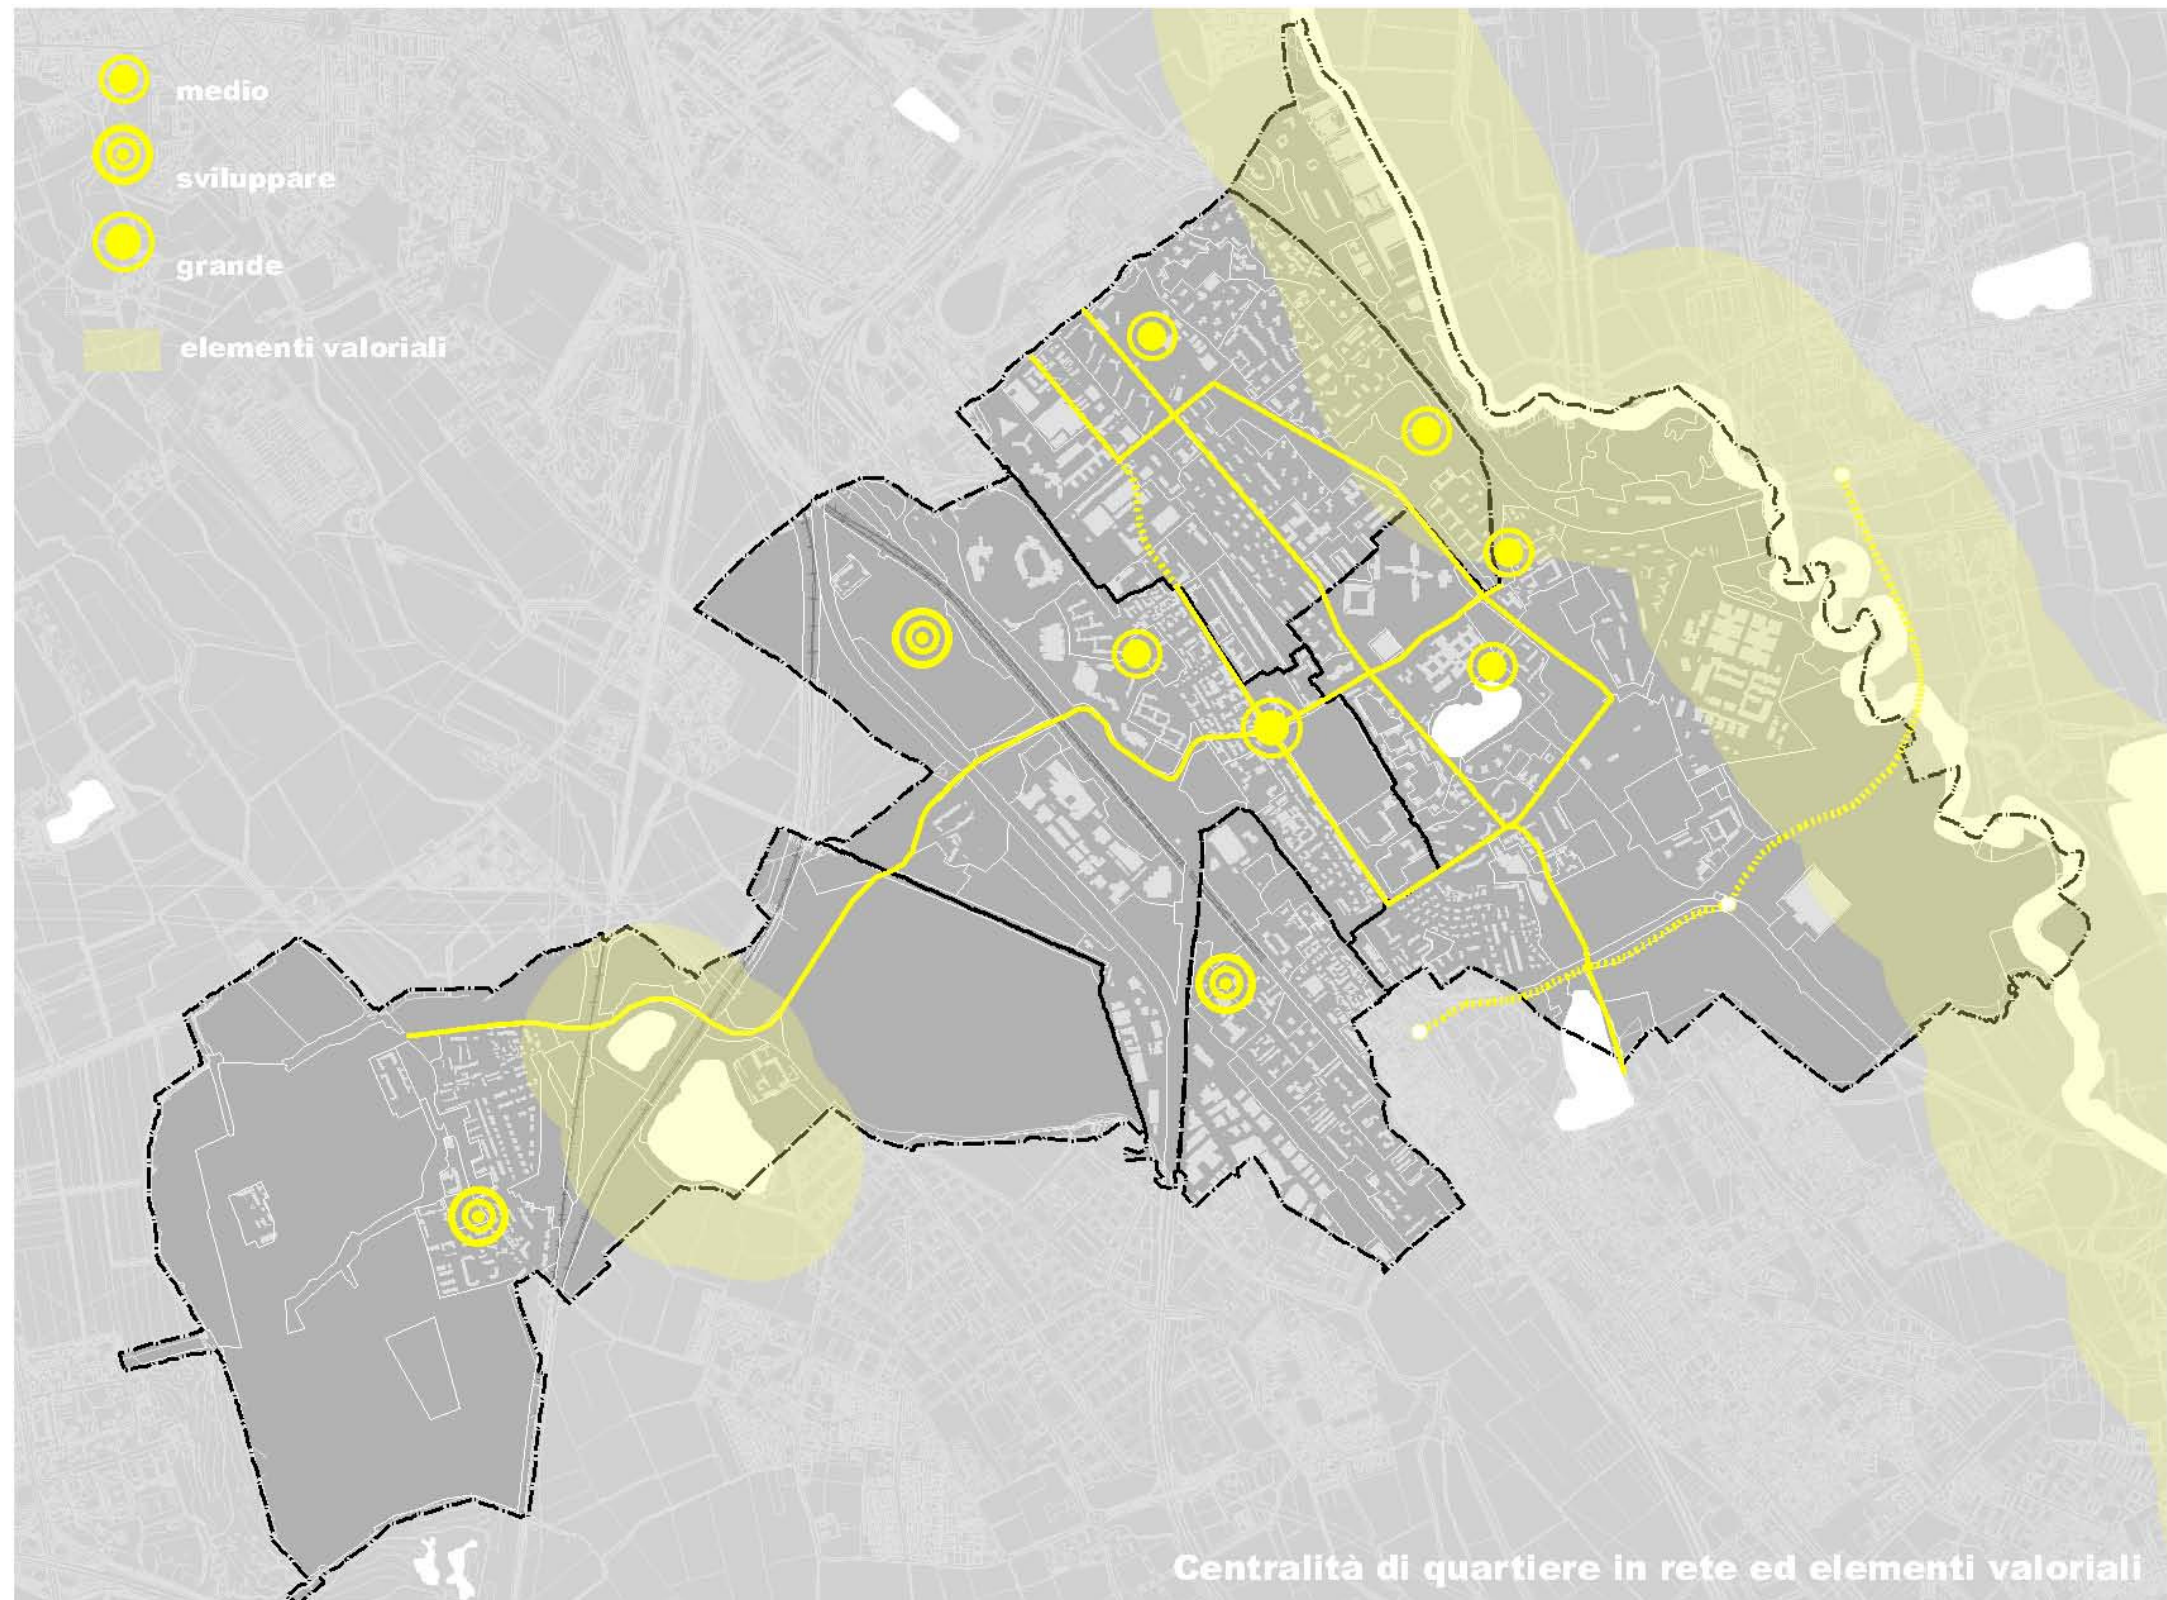 medio
sviluppare
grande
elementi valoriali
Centralità di quartiere in rete ed elementi valoriali